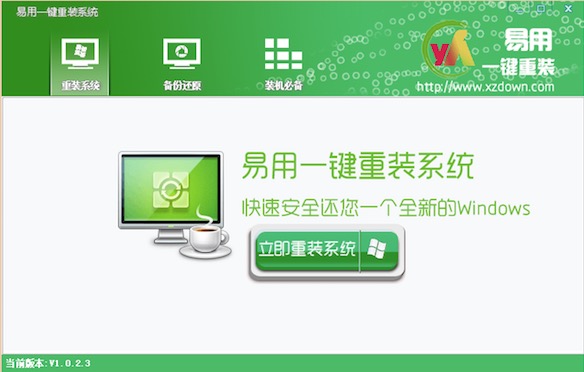 易用一键重装系统
重装系统
备份还原
装机必备
易用
一键重装
http://www.xzdown.com
易用一键重装系统
快速安全还您一个全新的Windows
立即重装系统
当前版本:V1.0.2.3